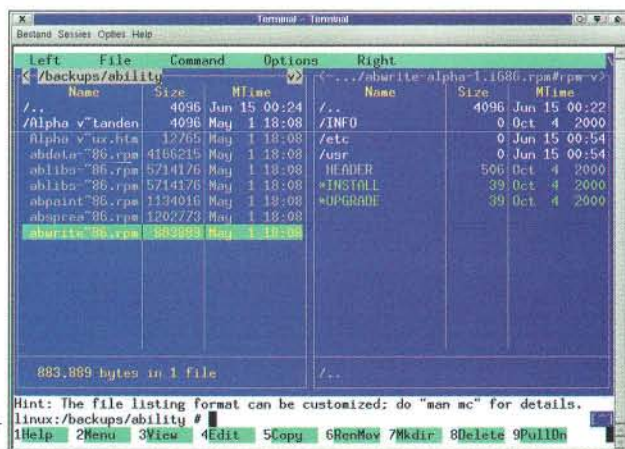 Terminal - Terminal
Bestand Sessies Opties Help
Left File Command Options Right
/backups/ability v> <-.../abwrite-alpha-1.i686.rpm#rpm-v>
Name Size MTime Name Size MTime
/.. 4096 Jun 15 00:24 /.. 4096 Jun 15 00:22
/Alpha v~tanden 4096 May 1 18:08 /INFO 0 Oct 4 2000
Alpha v~ux.htm 12765 May 1 18:08 /etc 0 Jun 15 00:54
abdata-~86.rpm 4166215 May 1 18:08 /usr 0 Jun 15 00:54
ablibs-~86.rpm 5714176 May 1 18:08 HEADER 506 Oct 4 2000
ablibs-~86.rpm 5714176 May 1 18:08 *INSTALL 39 Oct 4 2000
abpaint~86.rpm 1134016 May 1 18:08 *UPGRADE 39 Oct 4 2000
absprea~86.rpm 1202773 May 1 18:08
abwrite~86.rpm 883889 May 1 18:08
883.889 bytes in 1 file /..
Hint: The file listing format can be customized; do "man mc" for details.
linux:/backups/ability #
1Help 2Menu 3View 4Edit 5Copy 6RenMov 7Mkdir 8Delete 9PullDn